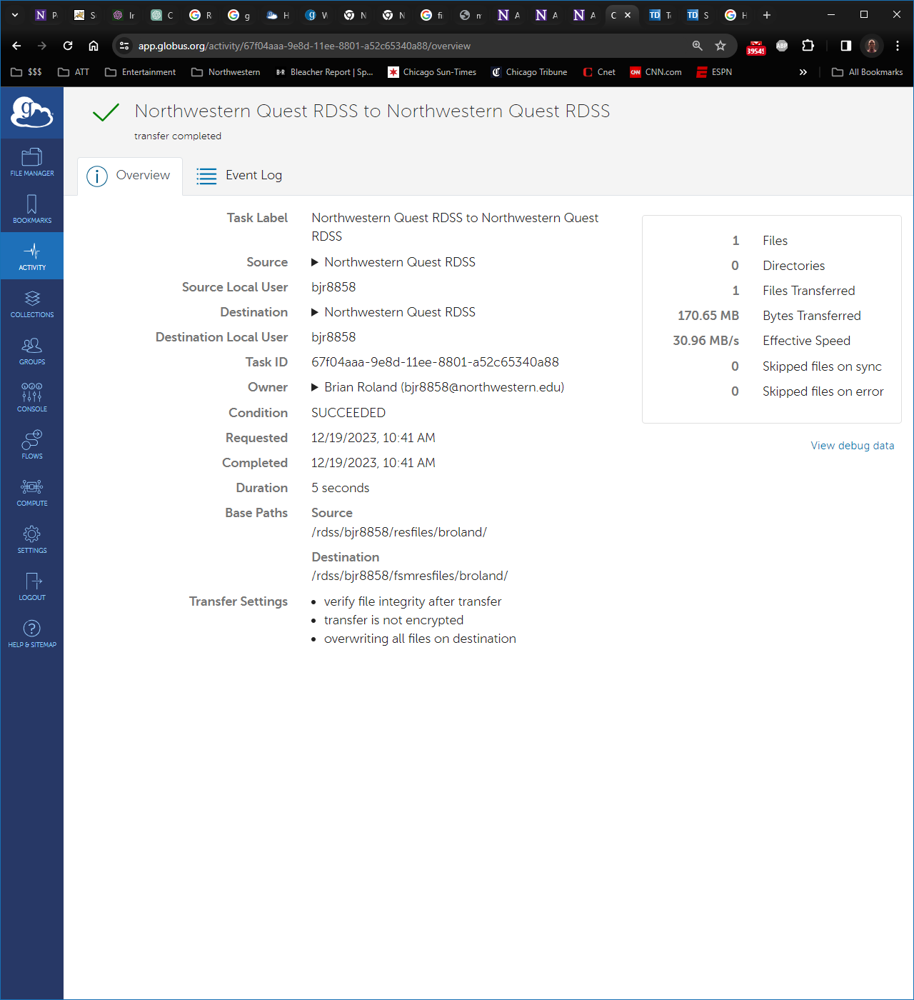 app.globus.org/activity/67f04aaa-9e8d-11ee-8801-a52c65340a88/overview
39545
ABP
$$$
ATT
Entertainment
Northwestern
B·R Bleacher Report | Sp...
Chicago Sun-Times
Chicago Tribune
Cnet
CNN.com
ESPN
All Bookmarks
g
Northwestern Quest RDSS to Northwestern Quest RDSS
transfer completed
FILE MANAGER
BOOKMARKS
ACTIVITY
COLLECTIONS
GROUPS
CONSOLE
FLOWS
COMPUTE
SETTINGS
LOGOUT
HELP & SITEMAP
Overview
Event Log
Task Label Northwestern Quest RDSS to Northwestern Quest
RDSS
Source Northwestern Quest RDSS
Source Local User bjr8858
Destination Northwestern Quest RDSS
Destination Local User bjr8858
Task ID 67f04aaa-9e8d-11ee-8801-a52c65340a88
Owner Brian Roland (bjr8858@northwestern.edu)
Condition SUCCEEDED
Requested 12/19/2023, 10:41 AM
Completed 12/19/2023, 10:41 AM
Duration 5 seconds
Base Paths Source
/rdss/bjr8858/resfiles/broland/
Destination
/rdss/bjr8858/fsmresfiles/broland/
Transfer Settings • verify file integrity after transfer
• transfer is not encrypted
• overwriting all files on destination
1 Files
0 Directories
1 Files Transferred
170.65 MB Bytes Transferred
30.96 MB/s Effective Speed
0 Skipped files on sync
0 Skipped files on error
View debug data